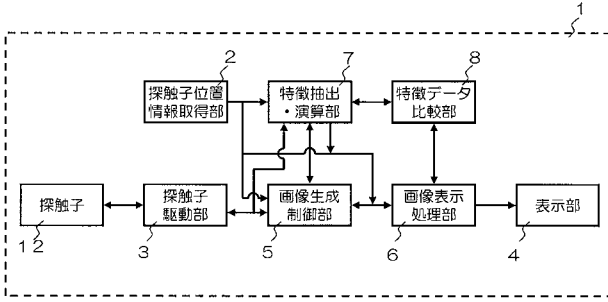 1
2
7
8
探触子位置
情報取得部
特徴抽出
・演算部
特徴データ
比較部
探触子
探触子
駆動部
画像生成
制御部
画像表示
処理部
表示部
12
3
5
6
4